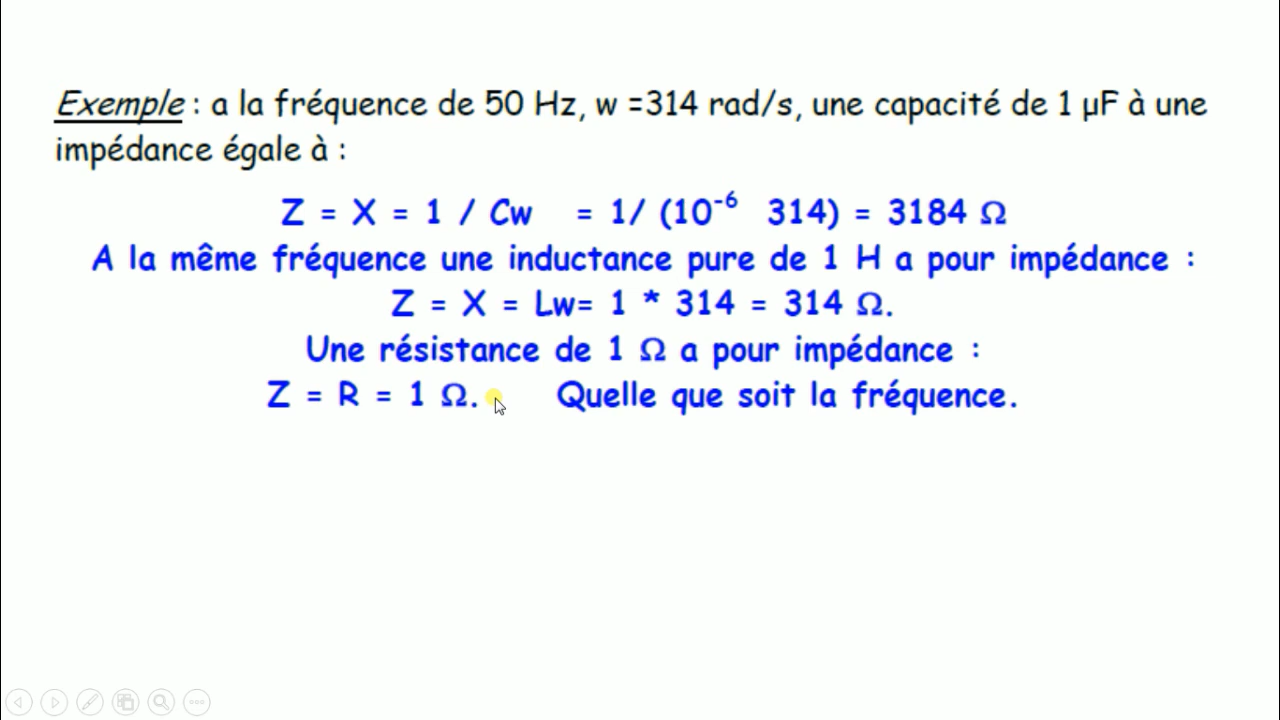 Exemple : a la fréquence de 50 Hz, w =314 rad/s, une capacité de 1 µF à une
impédance égale à :
Z = X = 1 / Cw = 1/ (10⁻⁶ 314) = 3184 Ω
A la même fréquence une inductance pure de 1 H a pour impédance :
Z = X = Lw= 1 * 314 = 314 Ω.
Une résistance de 1 Ω a pour impédance :
Z = R = 1 Ω. Quelle que soit la fréquence.